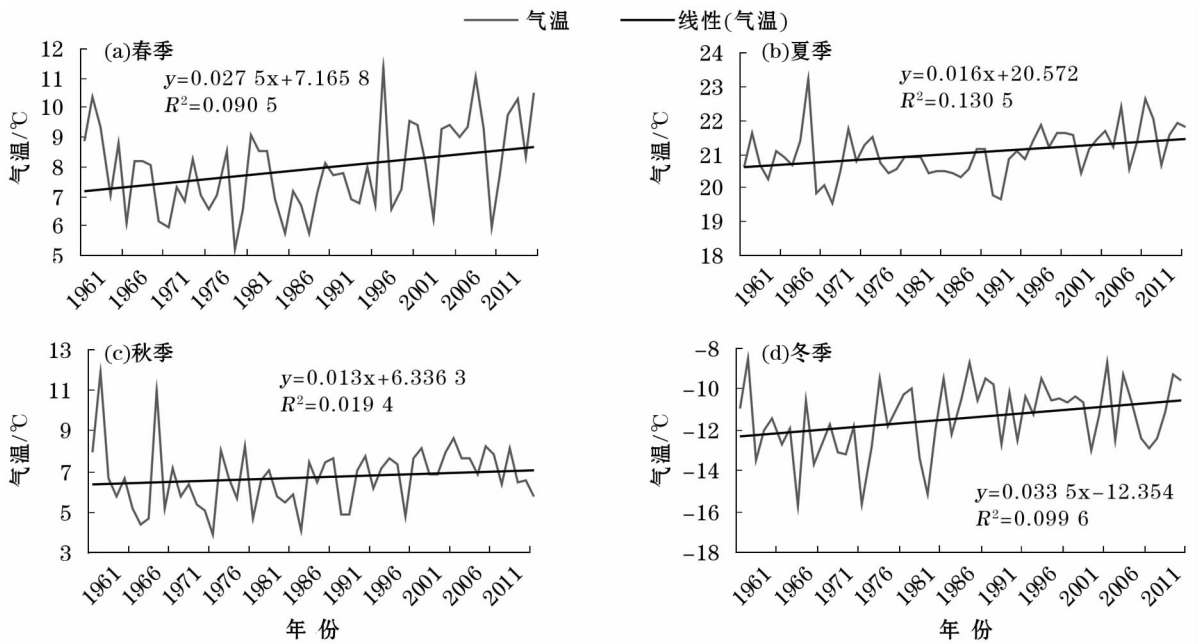 气温 线性(气温)
(a)春季
y=0.027 5x+7.165 8
R²=0.090 5
气温/℃
12
11
10
9
8
7
6
5
1961 1966 1971 1976 1981 1986 1991 1996 2001 2006 2011
(b)夏季
y=0.016x+20.572
R²=0.130 5
气温/℃
24
23
22
21
20
19
18
1961 1966 1971 1976 1981 1986 1991 1996 2001 2006 2011
(c)秋季
y=0.013x+6.336 3
R²=0.019 4
气温/℃
13
11
9
7
5
3
1961 1966 1971 1976 1981 1986 1991 1996 2001 2006 2011
年 份
(d)冬季
y=0.033 5x−12.354
R²=0.099 6
气温/℃
−8
−10
−12
−14
−16
−18
1961 1966 1971 1976 1981 1986 1991 1996 2001 2006 2011
年 份